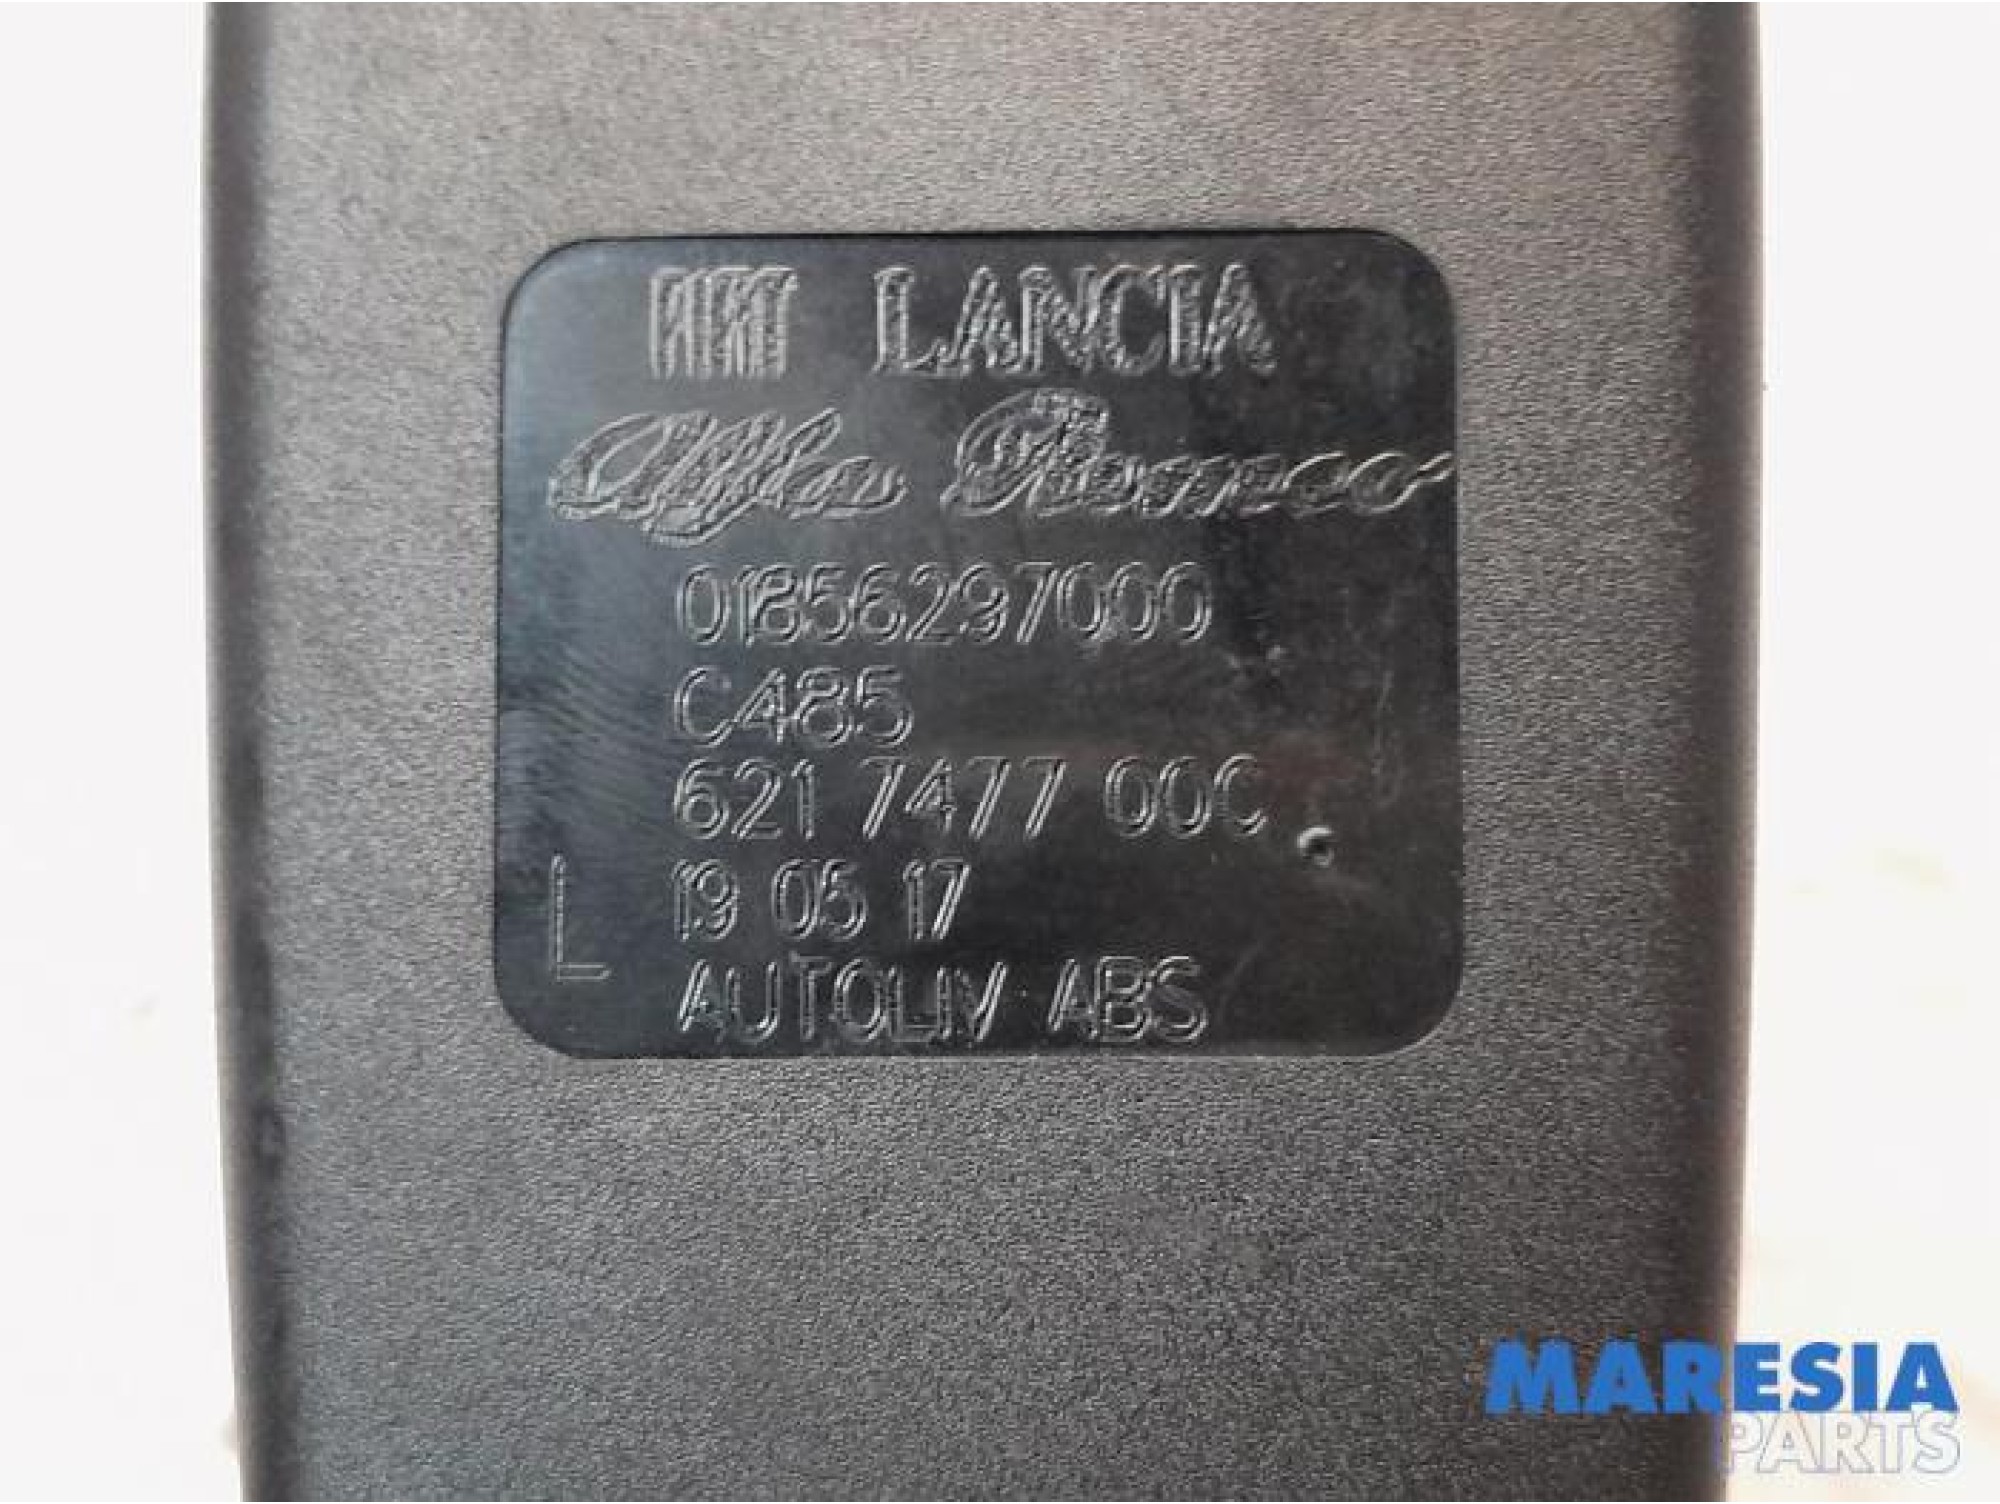 FIAT LANCIA
Alfa Romeo
01856297000
C485
621 7477 00C
L 19 05 17
AUTOLIV ABS
MARESIA
PARTS